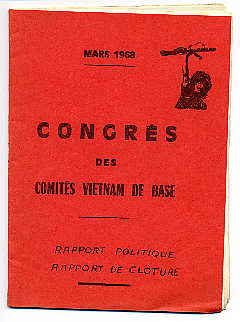 MARS 1968
CONGRÈS
DES
COMITÉS VIETNAM DE BASE
RAPPORT POLITIQUE
RAPPORT DE CLÔTURE